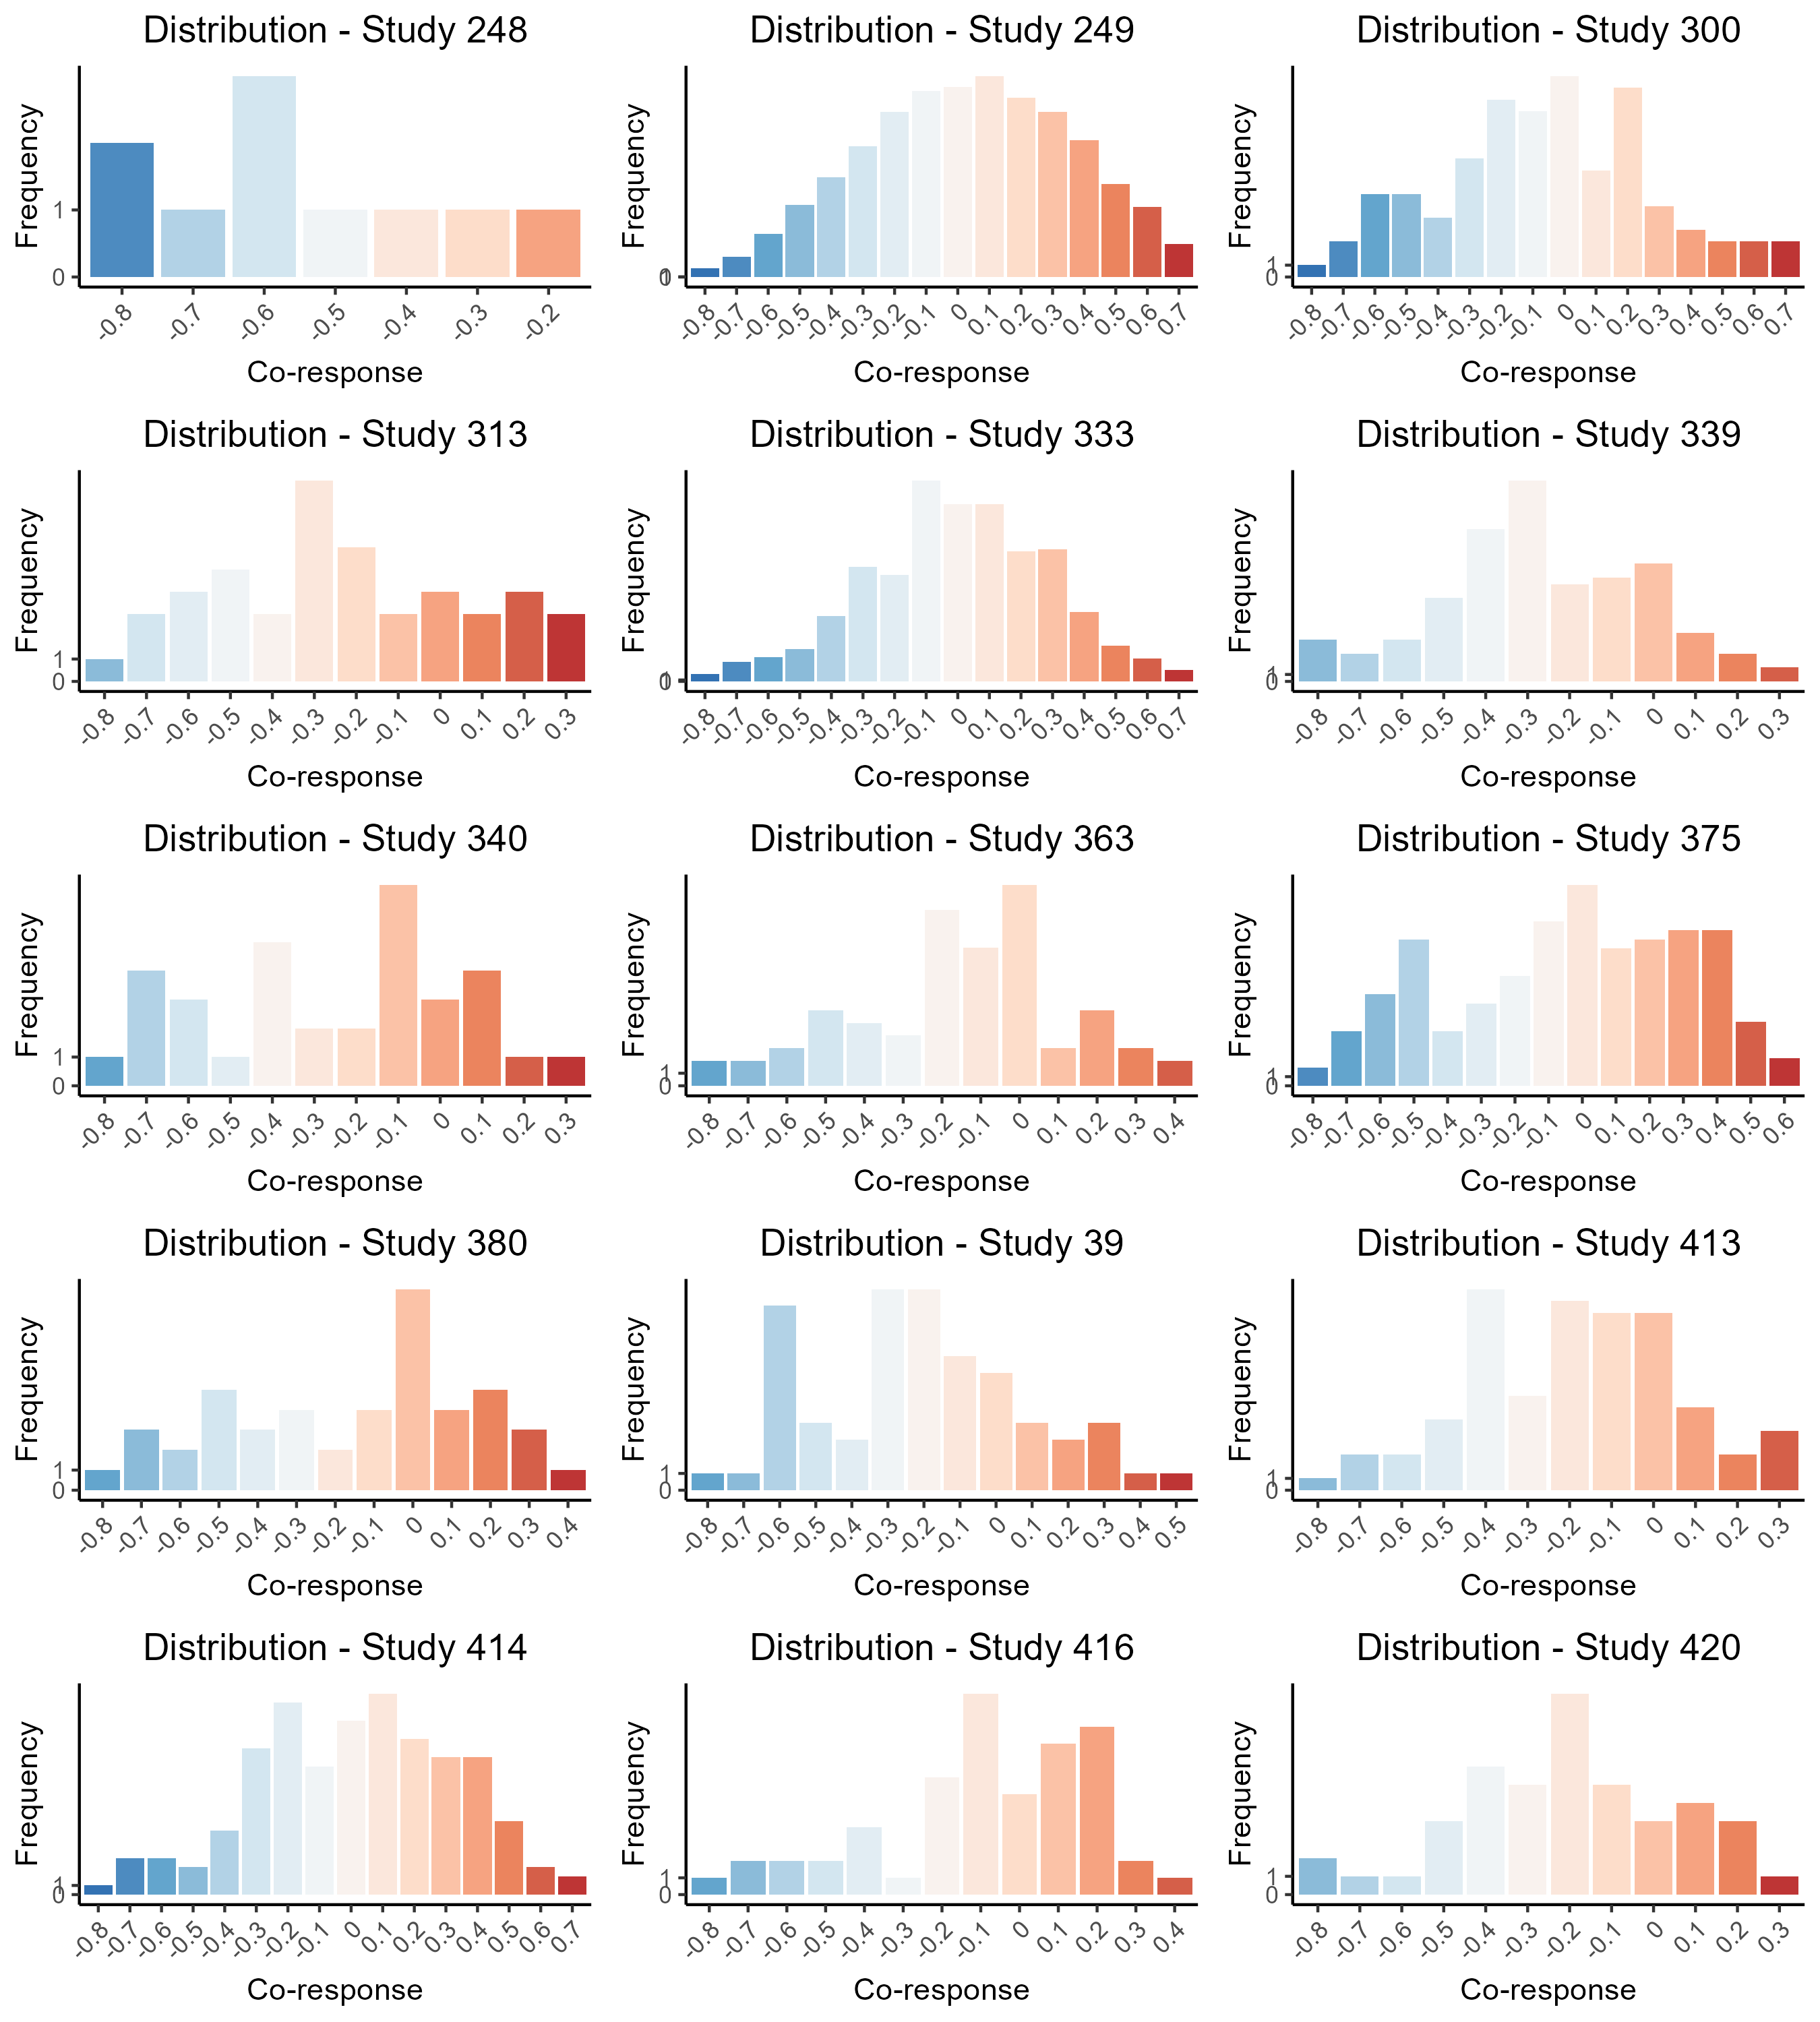 Distribution - Study 248
Frequency
1
0
-0.8 -0.7 -0.6 -0.5 -0.4 -0.3 -0.2
Co-response
Distribution - Study 249
Frequency
1
0
-0.8 -0.7 -0.6 -0.5 -0.4 -0.3 -0.2 -0.1 0 0.1 0.2 0.3 0.4 0.5 0.6 0.7
Co-response
Distribution - Study 300
Frequency
1
0
-0.8 -0.7 -0.6 -0.5 -0.4 -0.3 -0.2 -0.1 0 0.1 0.2 0.3 0.4 0.5 0.6 0.7
Co-response
Distribution - Study 313
Frequency
1
0
-0.8 -0.7 -0.6 -0.5 -0.4 -0.3 -0.2 -0.1 0 0.1 0.2 0.3
Co-response
Distribution - Study 333
Frequency
1
0
-0.8 -0.7 -0.6 -0.5 -0.4 -0.3 -0.2 -0.1 0 0.1 0.2 0.3 0.4 0.5 0.6 0.7
Co-response
Distribution - Study 339
Frequency
1
0
-0.8 -0.7 -0.6 -0.5 -0.4 -0.3 -0.2 -0.1 0 0.1 0.2 0.3
Co-response
Distribution - Study 340
Frequency
1
0
-0.8 -0.7 -0.6 -0.5 -0.4 -0.3 -0.2 -0.1 0 0.1 0.2 0.3
Co-response
Distribution - Study 363
Frequency
1
0
-0.8 -0.7 -0.6 -0.5 -0.4 -0.3 -0.2 -0.1 0 0.1 0.2 0.3 0.4
Co-response
Distribution - Study 375
Frequency
1
0
-0.8 -0.7 -0.6 -0.5 -0.4 -0.3 -0.2 -0.1 0 0.1 0.2 0.3 0.4 0.5 0.6
Co-response
Distribution - Study 380
Frequency
1
0
-0.8 -0.7 -0.6 -0.5 -0.4 -0.3 -0.2 -0.1 0 0.1 0.2 0.3 0.4
Co-response
Distribution - Study 39
Frequency
1
0
-0.8 -0.7 -0.6 -0.5 -0.4 -0.3 -0.2 -0.1 0 0.1 0.2 0.3 0.4 0.5
Co-response
Distribution - Study 413
Frequency
1
0
-0.8 -0.7 -0.6 -0.5 -0.4 -0.3 -0.2 -0.1 0 0.1 0.2 0.3
Co-response
Distribution - Study 414
Frequency
1
0
-0.8 -0.7 -0.6 -0.5 -0.4 -0.3 -0.2 -0.1 0 0.1 0.2 0.3 0.4 0.5 0.6 0.7
Co-response
Distribution - Study 416
Frequency
1
0
-0.8 -0.7 -0.6 -0.5 -0.4 -0.3 -0.2 -0.1 0 0.1 0.2 0.3 0.4
Co-response
Distribution - Study 420
Frequency
1
0
-0.8 -0.7 -0.6 -0.5 -0.4 -0.3 -0.2 -0.1 0 0.1 0.2 0.3
Co-response